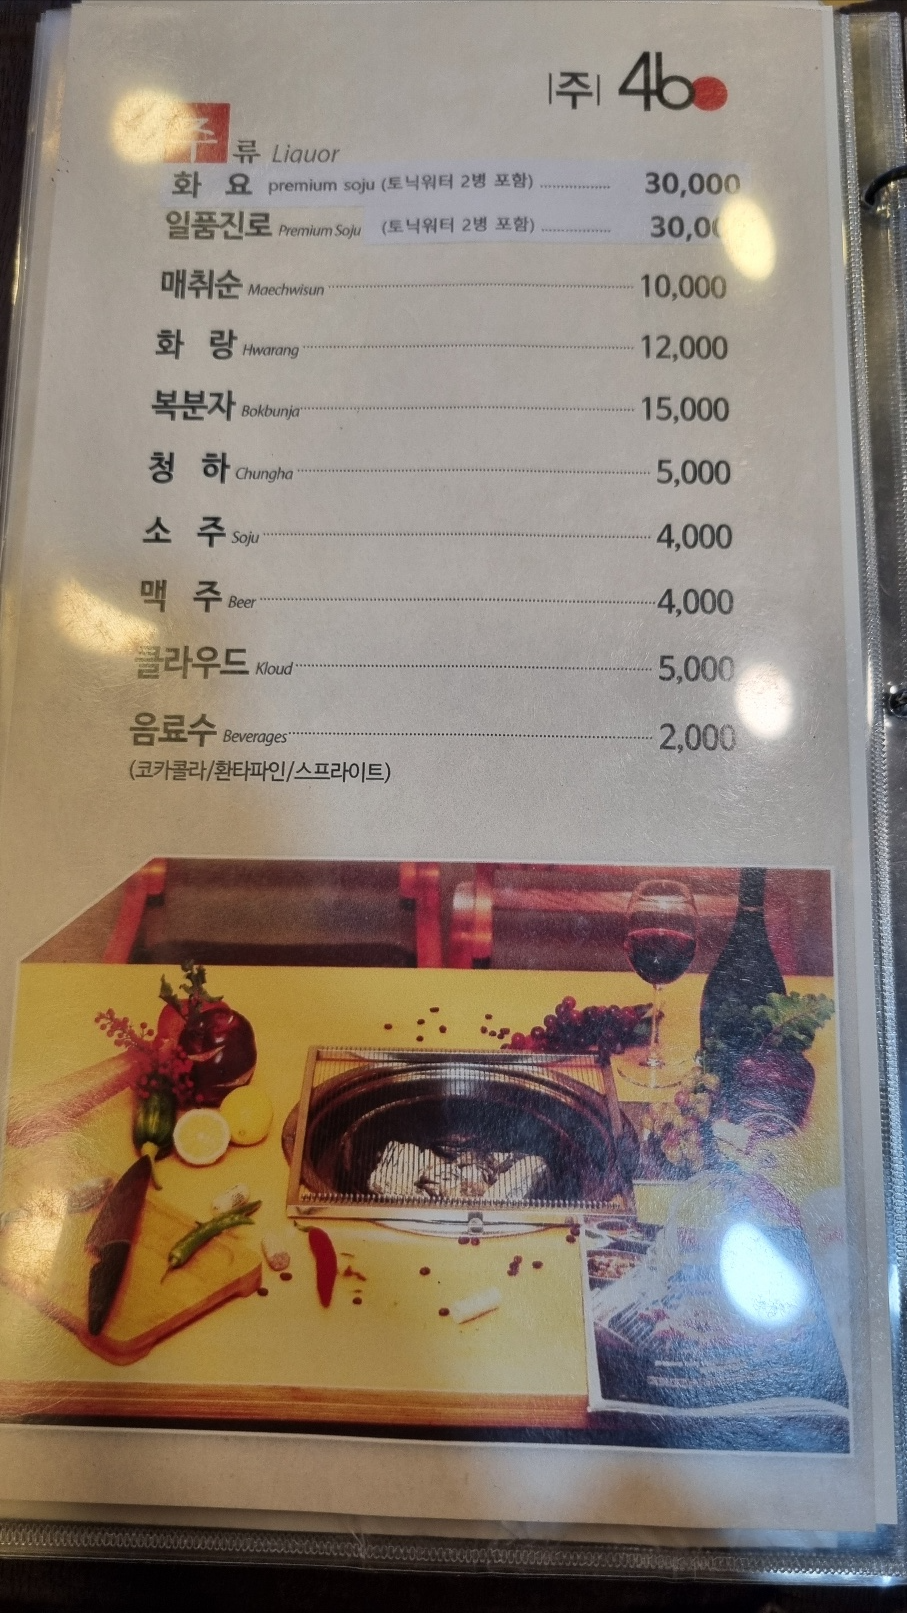 |주| 460
주류 Liquor
화 요 premium soju (토닉워터 2병 포함) 30,000
일품진로 Premium Soju (토닉워터 2병 포함) 30,00
매취순 Maechwisun 10,000
화 랑 Hwarang 12,000
복분자 Bokbunja 15,000
청 하 Chungha 5,000
소 주 Soju 4,000
맥 주 Beer 4,000
클라우드 Kloud 5,000
음료수 Beverages 2,000
(코카콜라/환타파인/스프라이트)